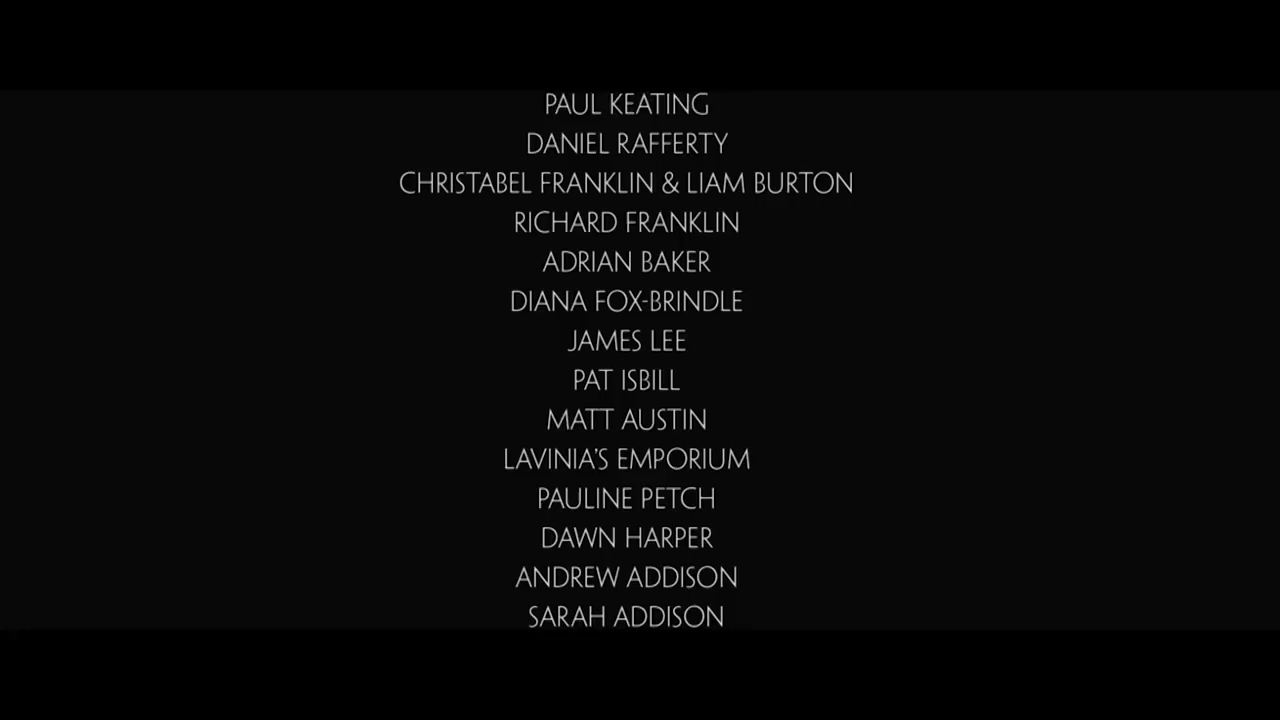 PAUL KEATING
DANIEL RAFFERTY
CHRISTABEL FRANKLIN & LIAM BURTON
RICHARD FRANKLIN
ADRIAN BAKER
DIANA FOX-BRINDLE
JAMES LEE
PAT ISBILL
MATT AUSTIN
LAVINIA'S EMPORIUM
PAULINE PETCH
DAWN HARPER
ANDREW ADDISON
SARAH ADDISON